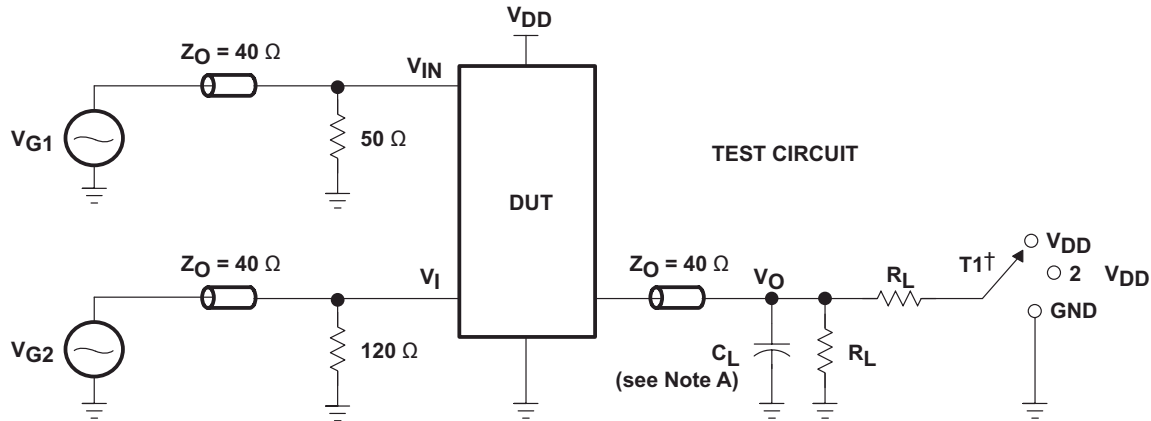 VDD
ZO = 40 Ω
VIN
VG1
50 Ω
TEST CIRCUIT
DUT
ZO = 40 Ω
VI
ZO = 40 Ω
VO
RL
T1†
VDD
2 VDD
GND
VG2
120 Ω
CL
(see Note A)
RL